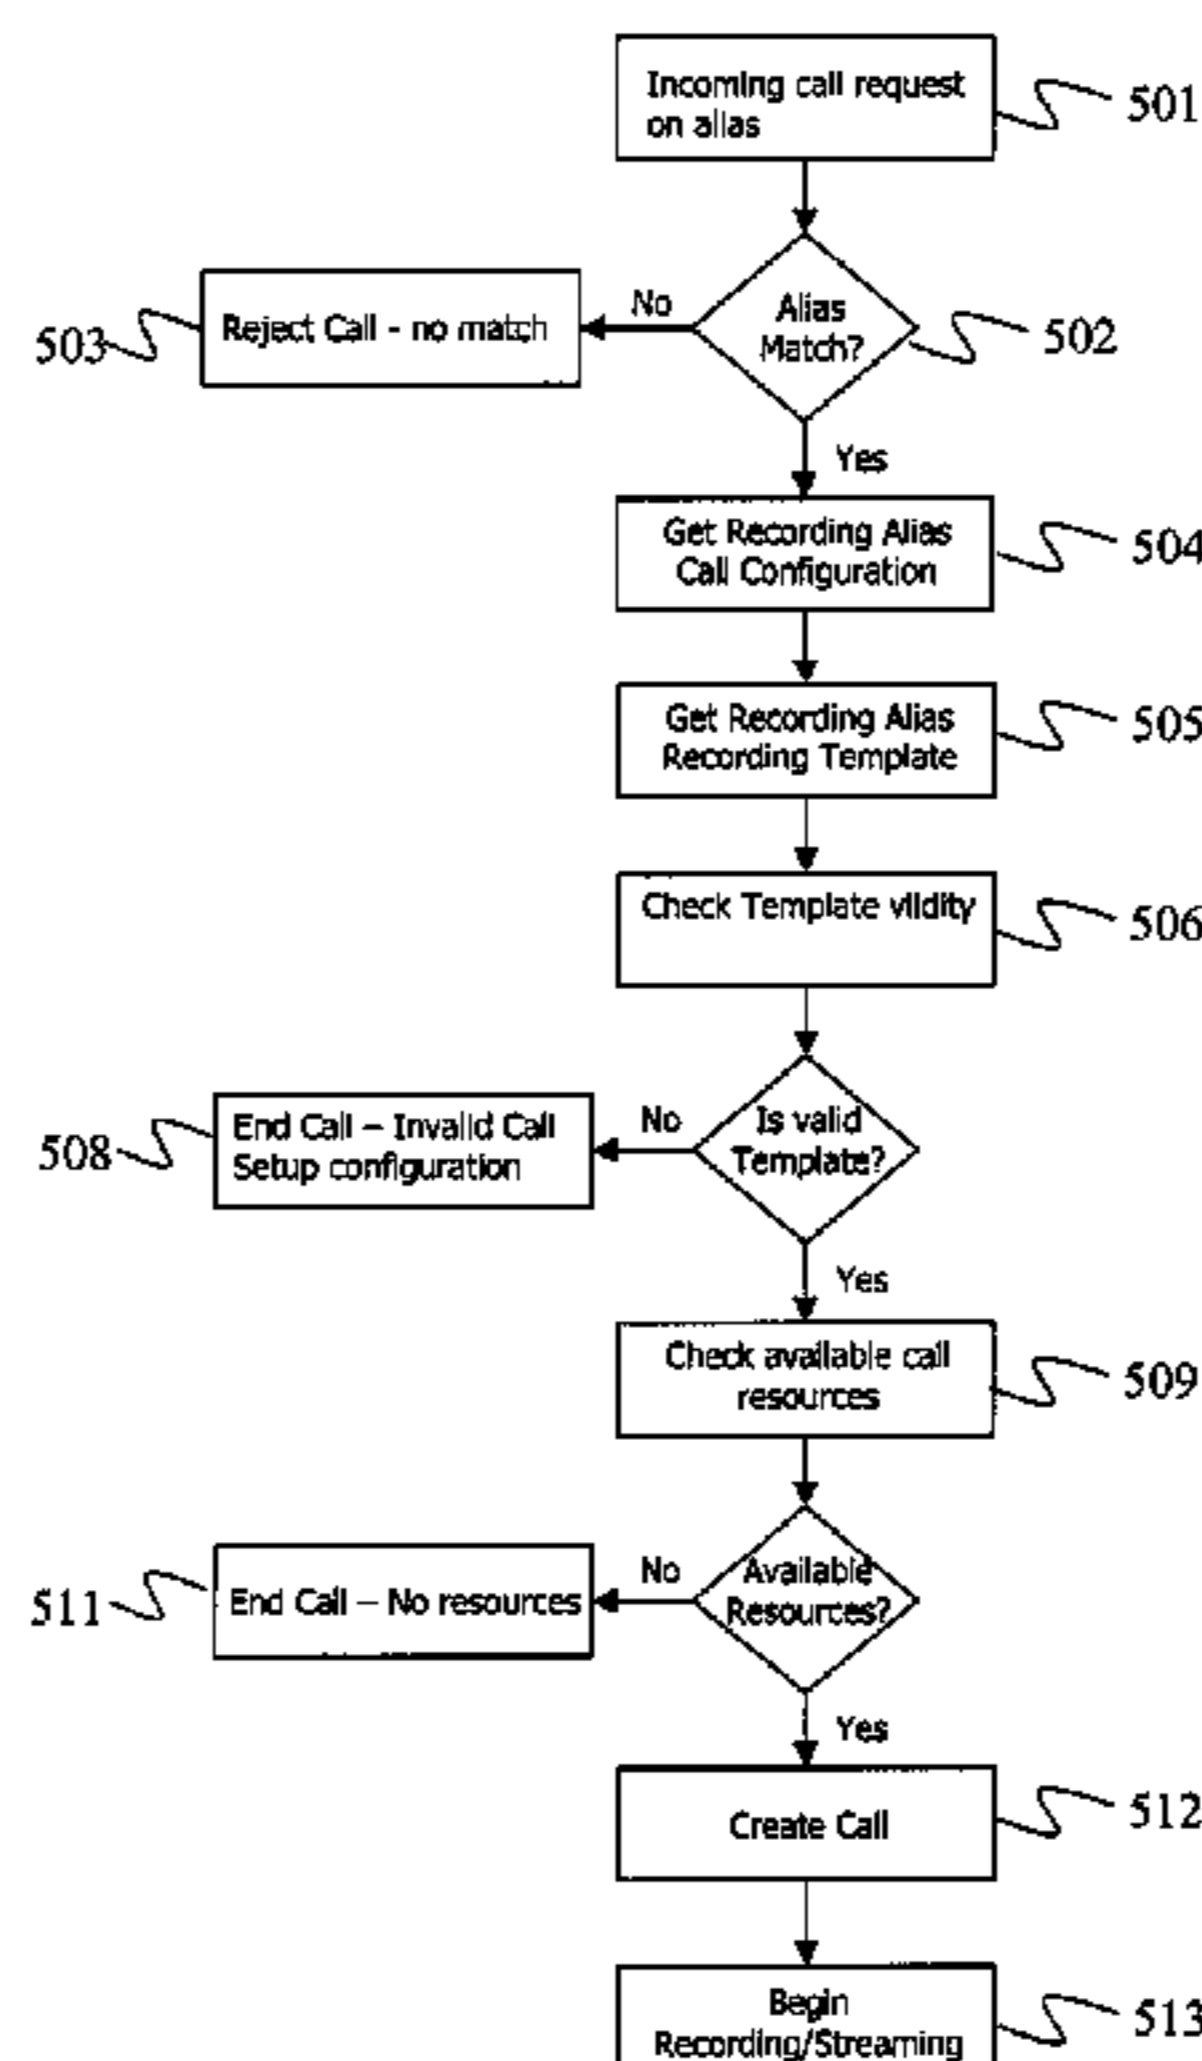 Incoming call request
on alias
501
Alias
Match?
502
No
Reject Call - no match
503
Yes
Get Recording Alias
Call Configuration
504
Get Recording Alias
Recording Template
505
Check Template vlidity
506
Is valid
Template?
No
End Call – Invalid Call
Setup configuration
508
Yes
Check available call
resources
509
Available
Resources?
No
End Call – No resources
511
Yes
Create Call
512
Begin
Recording/Streaming
513